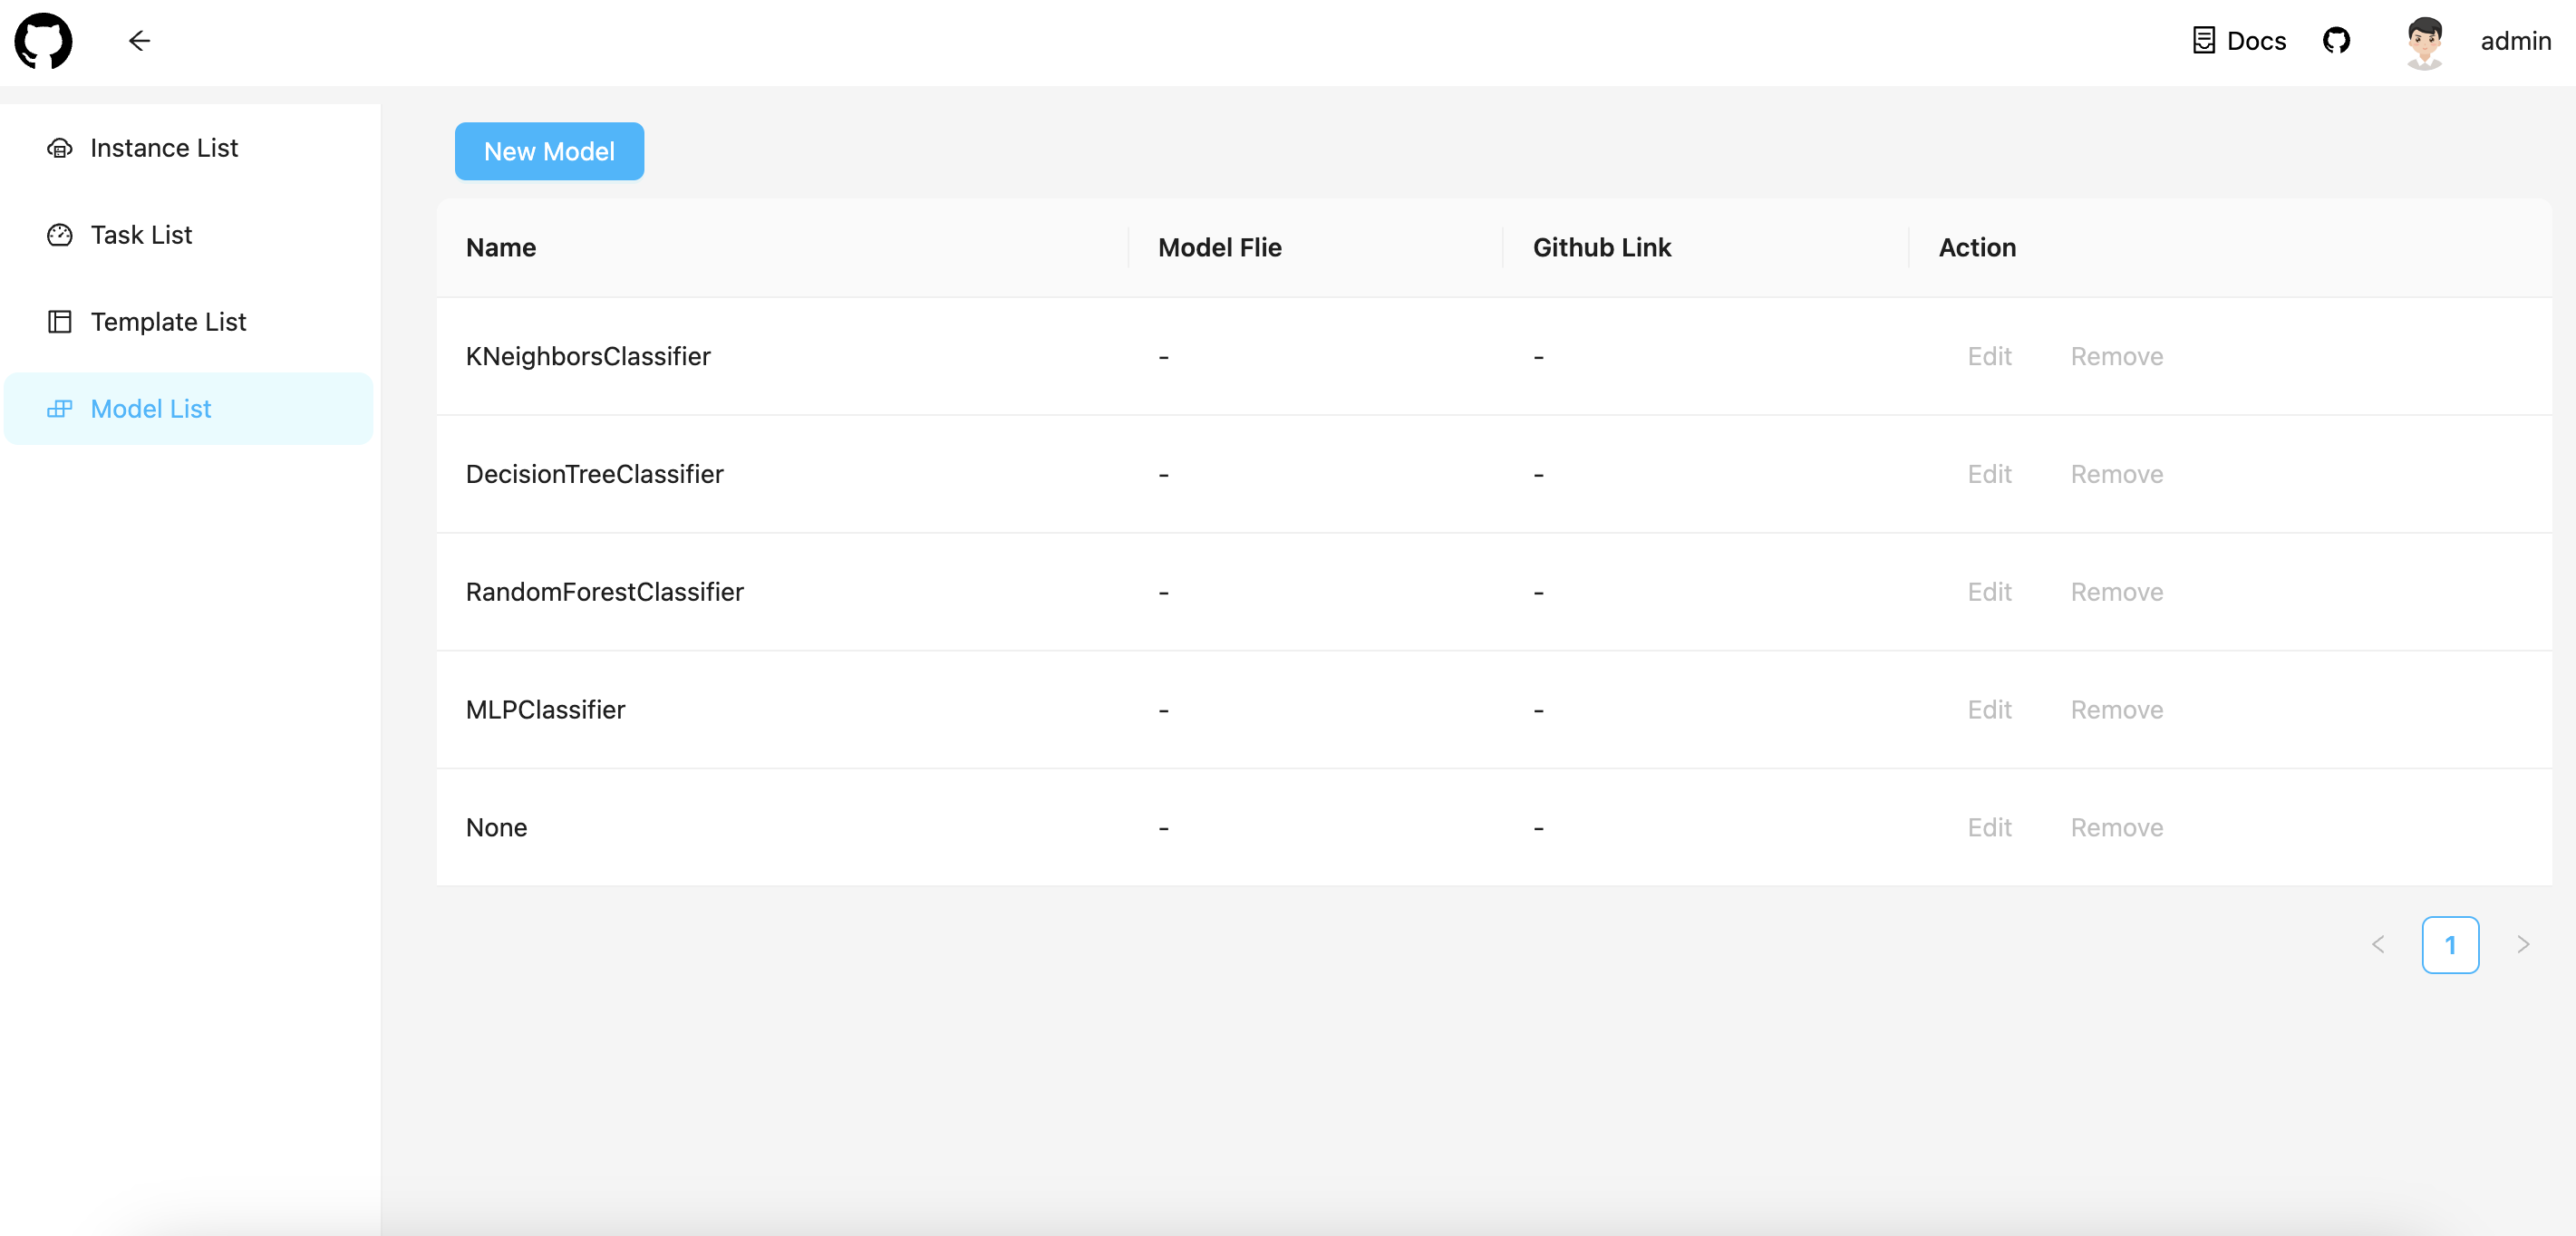 Docs admin
Instance List
Task List
Template List
Model List
New Model
Name Model Flie Github Link Action
KNeighborsClassifier - - Edit Remove
DecisionTreeClassifier - - Edit Remove
RandomForestClassifier - - Edit Remove
MLPClassifier - - Edit Remove
None - - Edit Remove
< 1 >